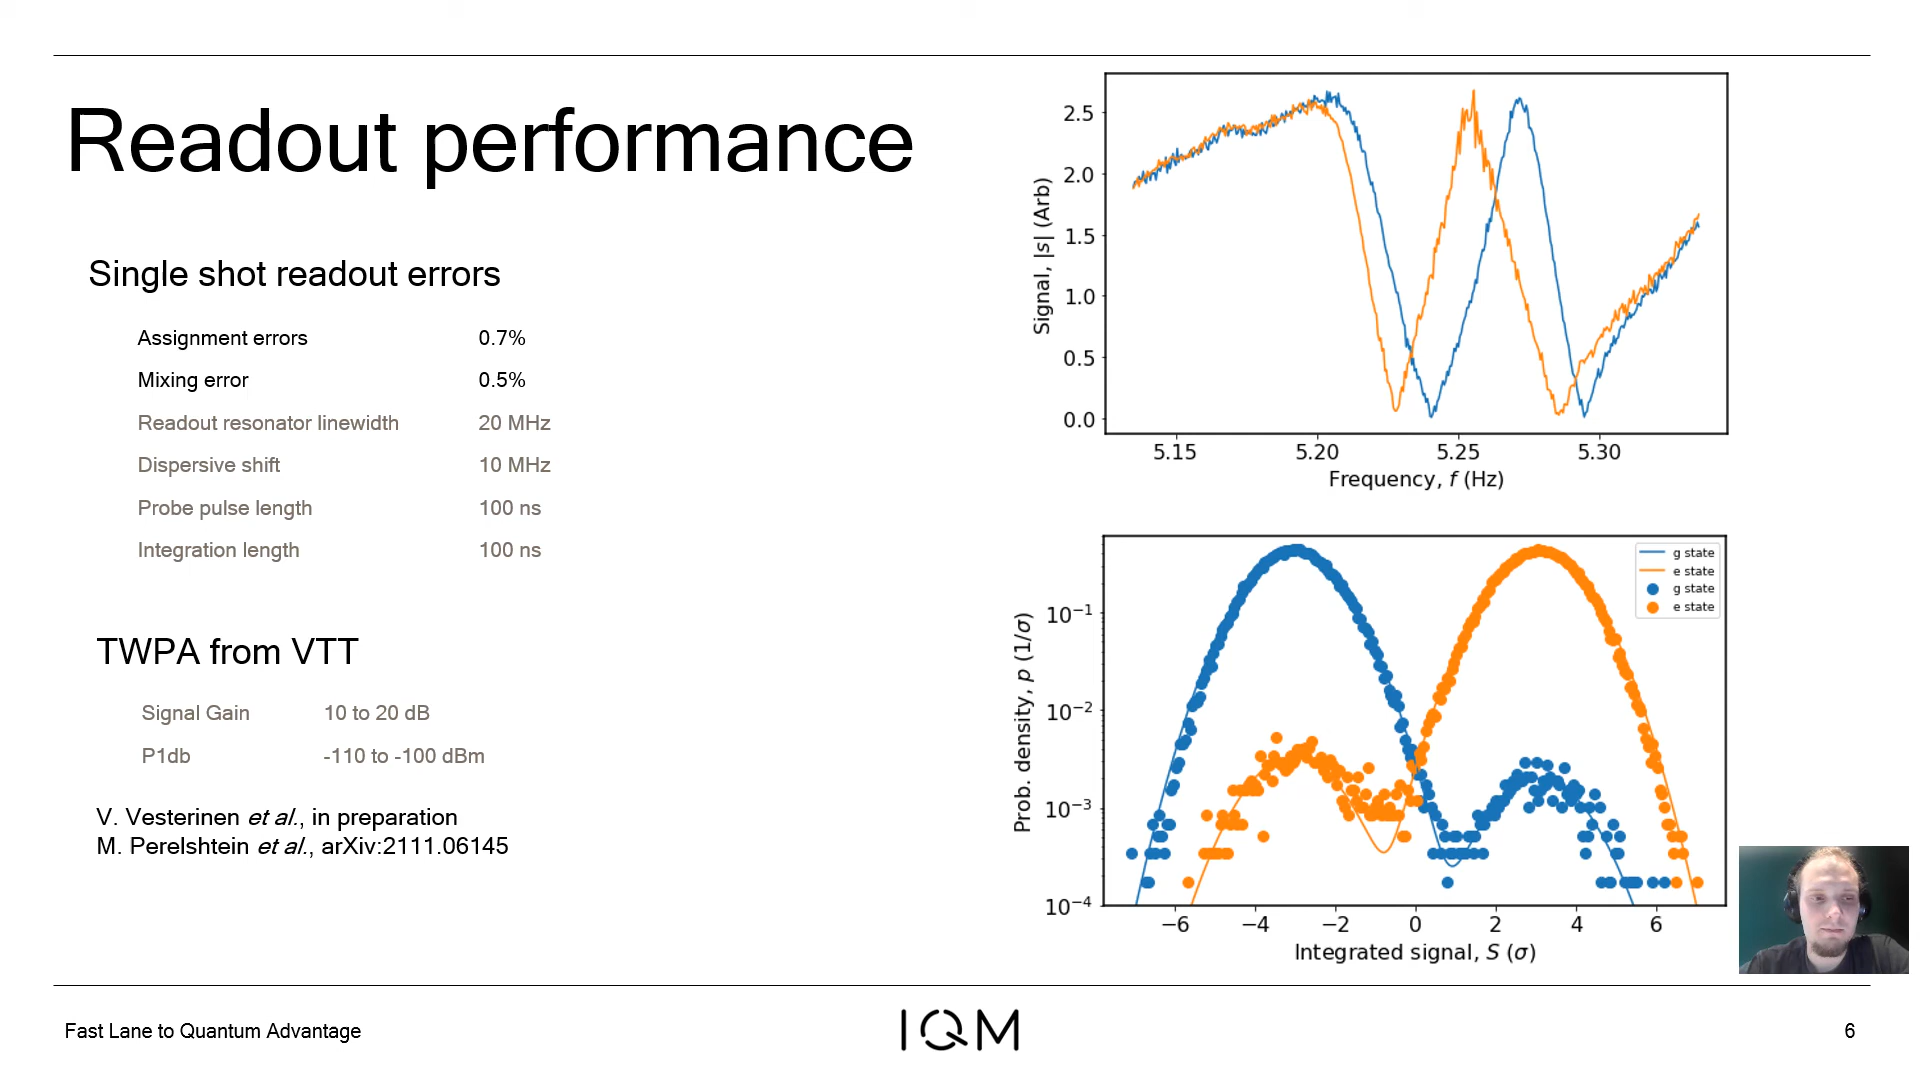 Readout performance
Single shot readout errors
Assignment errors 0.7%
Mixing error 0.5%
Readout resonator linewidth 20 MHz
Dispersive shift 10 MHz
Probe pulse length 100 ns
Integration length 100 ns
TWPA from VTT
Signal Gain 10 to 20 dB
P1db -110 to -100 dBm
V. Vesterinen et al., in preparation
M. Perelshtein et al., arXiv:2111.06145
Signal, |s| (Arb)
2.5
2.0
1.5
1.0
0.5
0.0
5.15 5.20 5.25 5.30
Frequency, f (Hz)
Prob. density, p (1/σ)
10⁻¹
10⁻²
10⁻³
10⁻⁴
g state
e state
g state
e state
−6 −4 −2 0 2 4 6
Integrated signal, S (σ)
Fast Lane to Quantum Advantage
IQM
6